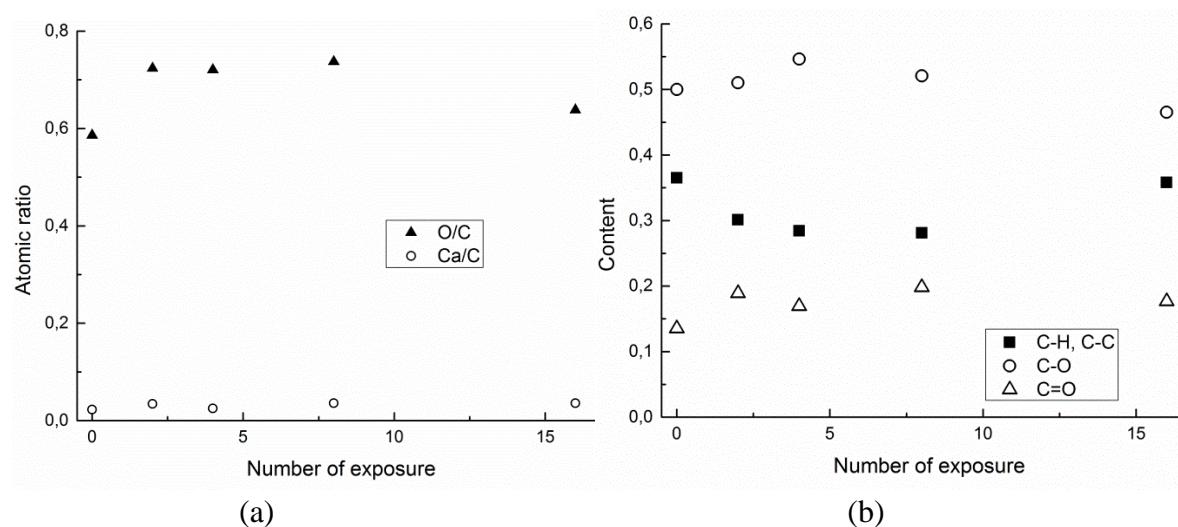 0,8
0,6
0,4
0,2
0,0
Atomic ratio
O/C
Ca/C
0
5
10
15
Number of exposure
(a)
0,6
0,5
0,4
0,3
0,2
0,1
0,0
Content
C-H, C-C
C-O
C=O
0
5
10
15
Number of exposure
(b)